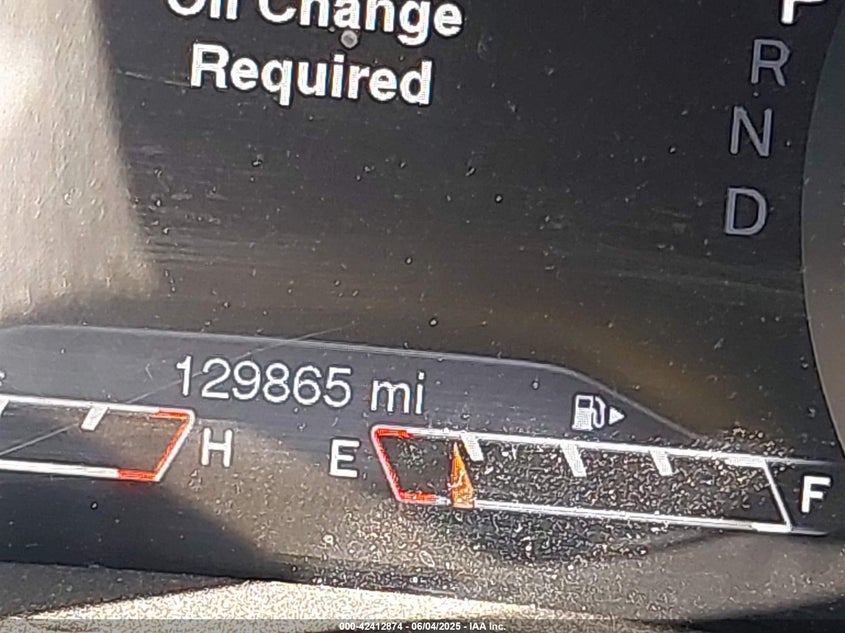 Oil Change
Required
P
R
N
D
129865 mi
H
E
F
000-42412874 - 06/04/2025 - IAA Inc.